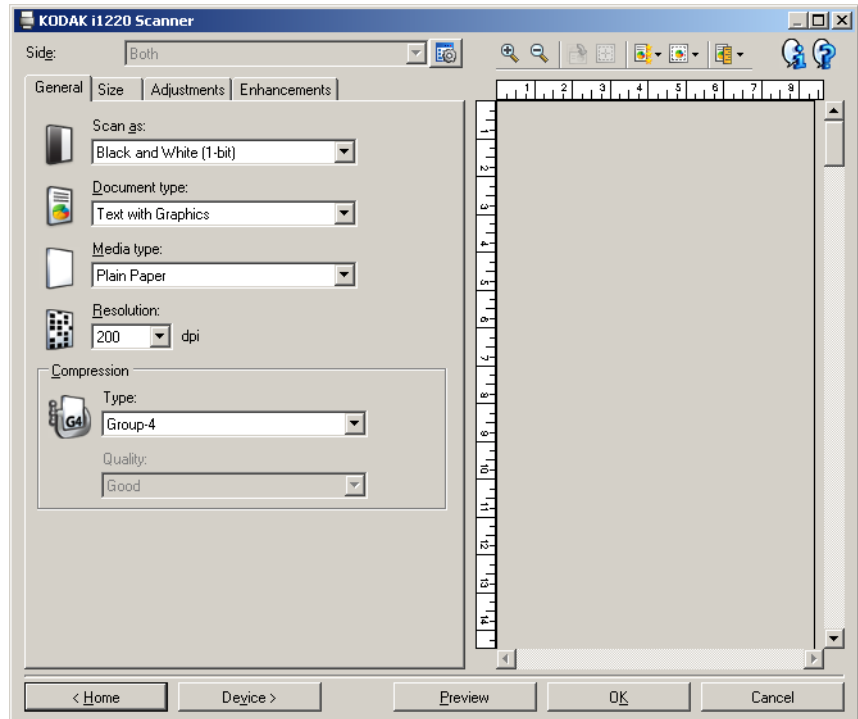 KODAK i1220 Scanner
Side: Both
General Size Adjustments Enhancements
Scan as:
Black and White (1-bit)
Document type:
Text with Graphics
Media type:
Plain Paper
Resolution:
200 dpi
Compression
Type:
G4 Group-4
Quality:
Good
1 2 3 4 5 6 7 8
1
2
3
4
5
6
7
8
9
10
11
12
13
14
< Home Device > Preview OK Cancel